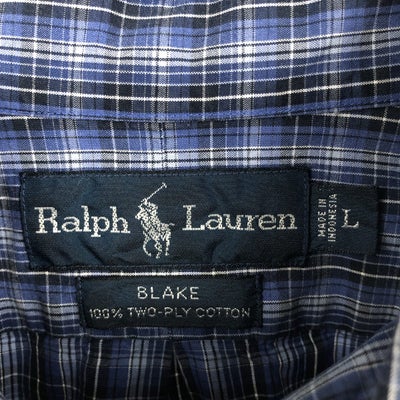 Ralph Lauren
MADE IN
INDONESIA
L
BLAKE
100% TWO-PLY COTTON